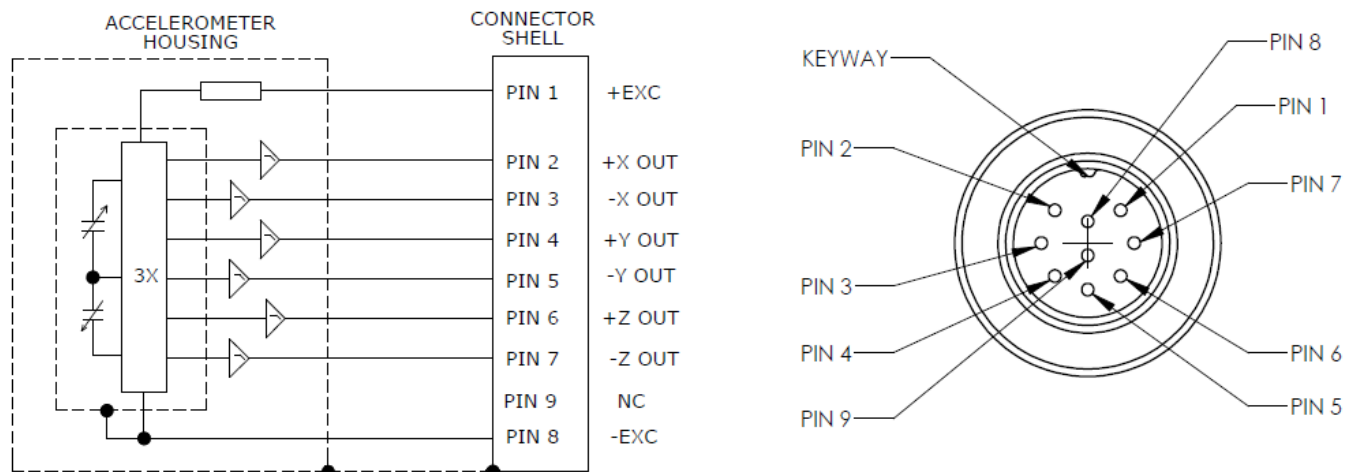 ACCELEROMETER
HOUSING
CONNECTOR
SHELL
PIN 1 +EXC
PIN 2 +X OUT
PIN 3 -X OUT
PIN 4 +Y OUT
PIN 5 -Y OUT
PIN 6 +Z OUT
PIN 7 -Z OUT
PIN 9 NC
PIN 8 -EXC
3X
KEYWAY
PIN 8
PIN 1
PIN 2
PIN 7
PIN 3
PIN 4
PIN 6
PIN 9
PIN 5